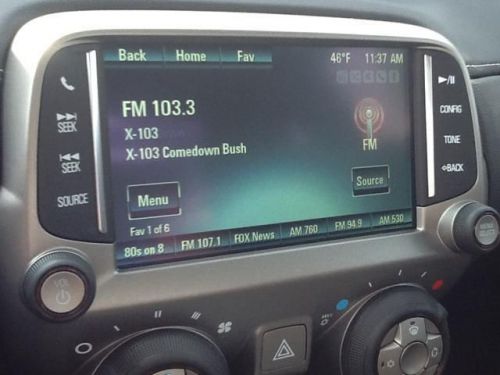 Back Home Fav 46°F 11:37 AM
FM 103.3
X-103
X-103 Comedown Bush
FM
Menu
Source
Fav 1 of 6
80s on 8 FM 107.1 FOX News AM 760 FM 94.9 AM 530
SEEK
SEEK
SOURCE
CONFIG
TONE
BACK
VOL
MENU